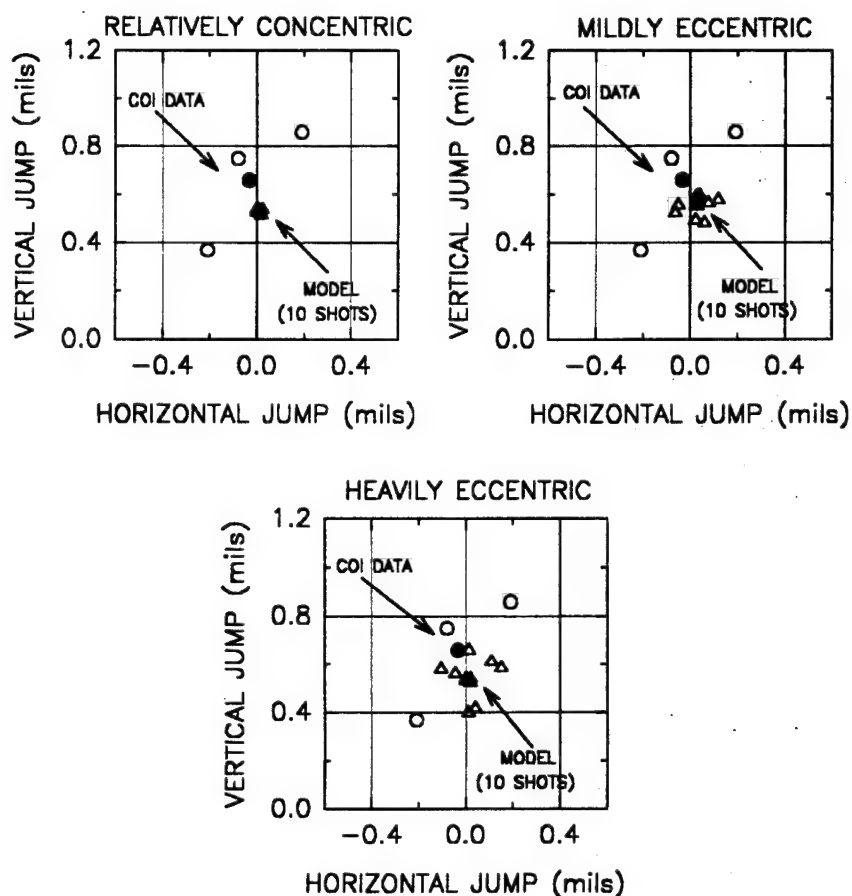 RELATIVELY CONCENTRIC
VERTICAL JUMP (mils)
1.2
0.8
0.4
0.0
COI DATA
MODEL
(10 SHOTS)
−0.4 0.0 0.4
HORIZONTAL JUMP (mils)
MILDLY ECCENTRIC
VERTICAL JUMP (mils)
1.2
0.8
0.4
0.0
COI DATA
MODEL
(10 SHOTS)
−0.4 0.0 0.4
HORIZONTAL JUMP (mils)
HEAVILY ECCENTRIC
VERTICAL JUMP (mils)
1.2
0.8
0.4
0.0
COI DATA
MODEL
(10 SHOTS)
−0.4 0.0 0.4
HORIZONTAL JUMP (mils)